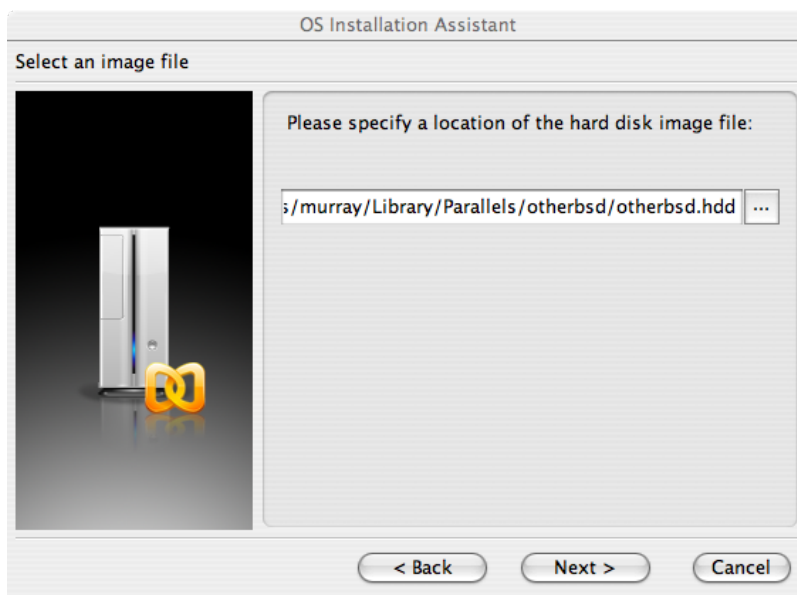 OS Installation Assistant
Select an image file
Please specify a location of the hard disk image file:
s/murray/Library/Parallels/otherbsd/otherbsd.hdd ...
< Back Next > Cancel